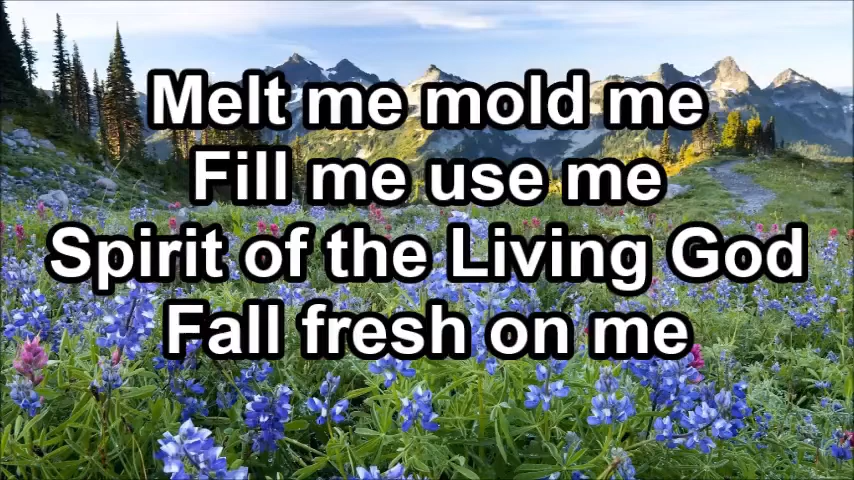 Melt me mold me
Fill me use me
Spirit of the Living God
Fall fresh on me